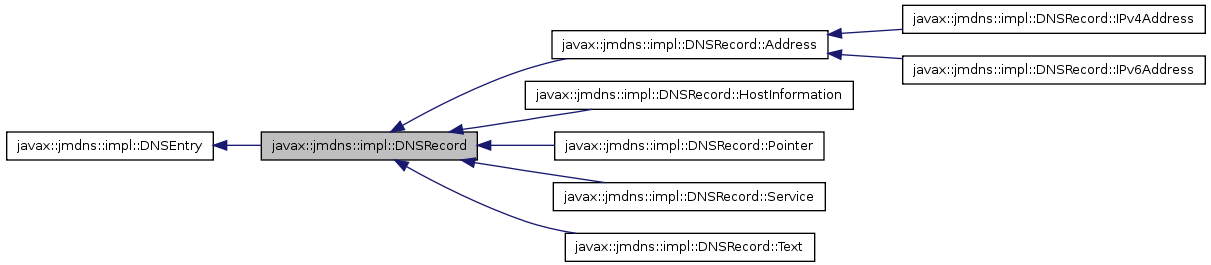 javax::jmdns::impl::DNSEntry
javax::jmdns::impl::DNSRecord
javax::jmdns::impl::DNSRecord::Address
javax::jmdns::impl::DNSRecord::IPv4Address
javax::jmdns::impl::DNSRecord::IPv6Address
javax::jmdns::impl::DNSRecord::HostInformation
javax::jmdns::impl::DNSRecord::Pointer
javax::jmdns::impl::DNSRecord::Service
javax::jmdns::impl::DNSRecord::Text